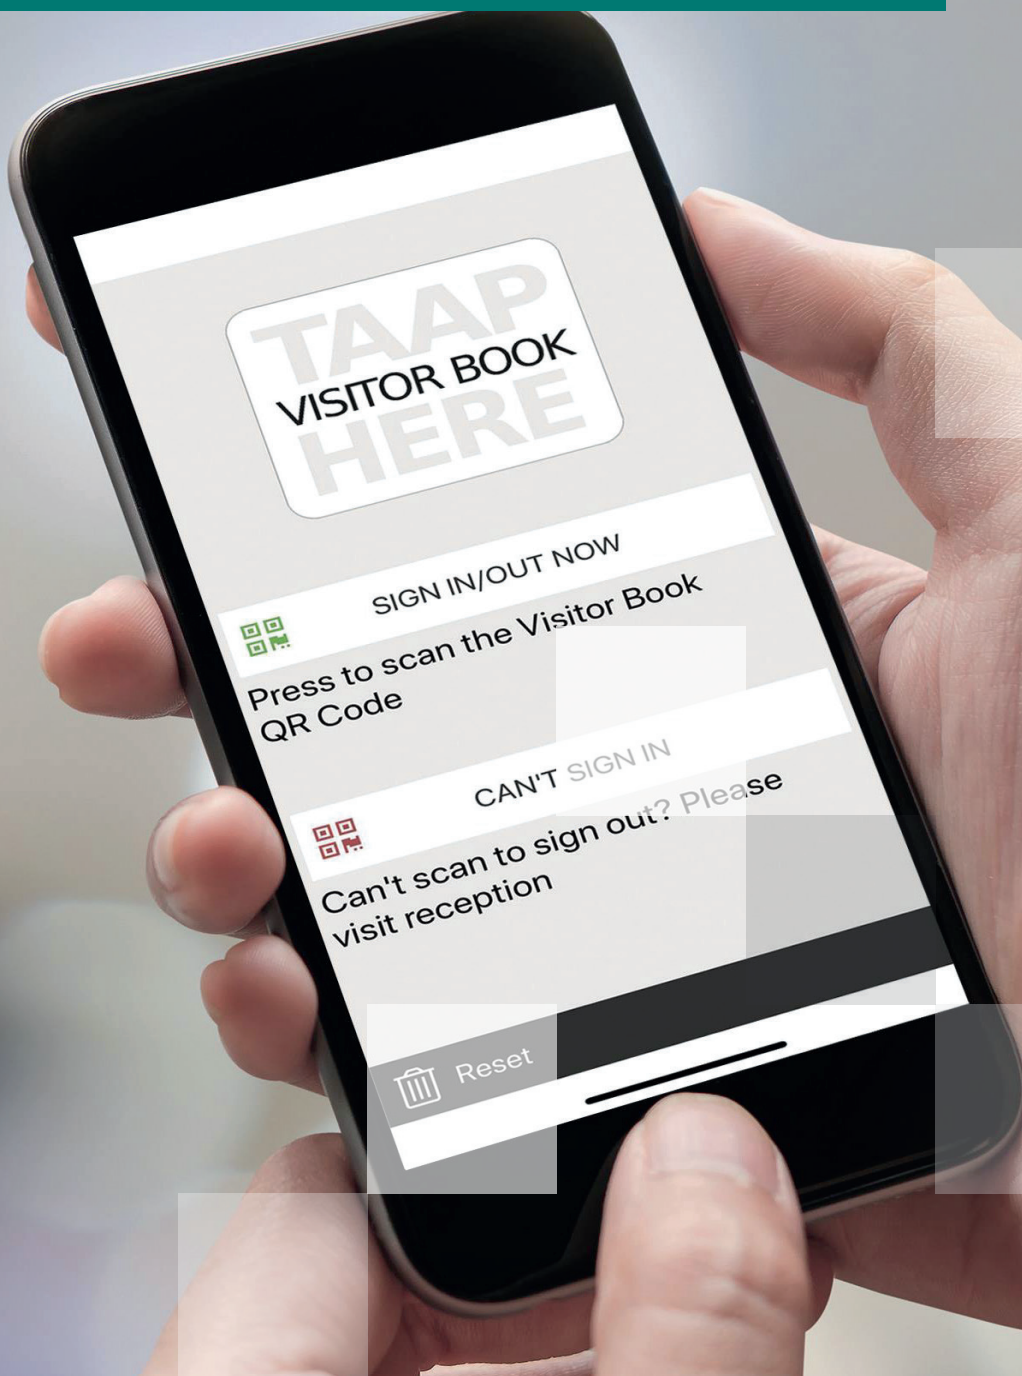 TAAP
VISITOR BOOK
HERE
SIGN IN/OUT NOW
Press to scan the Visitor Book
QR Code
CAN'T SIGN IN
Can't scan to sign out? Please
visit reception
Reset